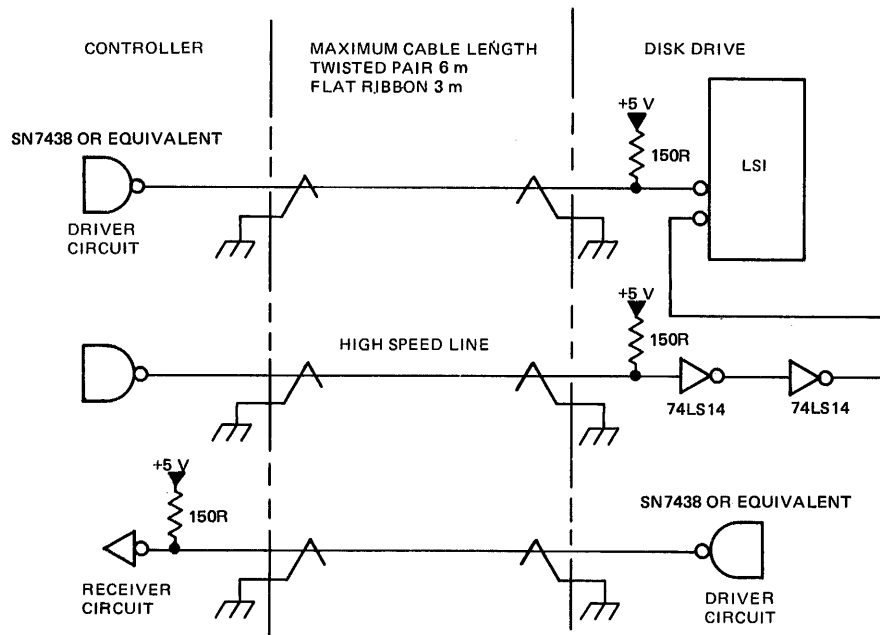 CONTROLLER
MAXIMUM CABLE LENGTH
TWISTED PAIR 6 m
FLAT RIBBON 3 m
DISK DRIVE
SN7438 OR EQUIVALENT
DRIVER
CIRCUIT
+5 V
150R
LSI
HIGH SPEED LINE
+5 V
150R
74LS14
74LS14
+5 V
150R
RECEIVER
CIRCUIT
SN7438 OR EQUIVALENT
DRIVER
CIRCUIT